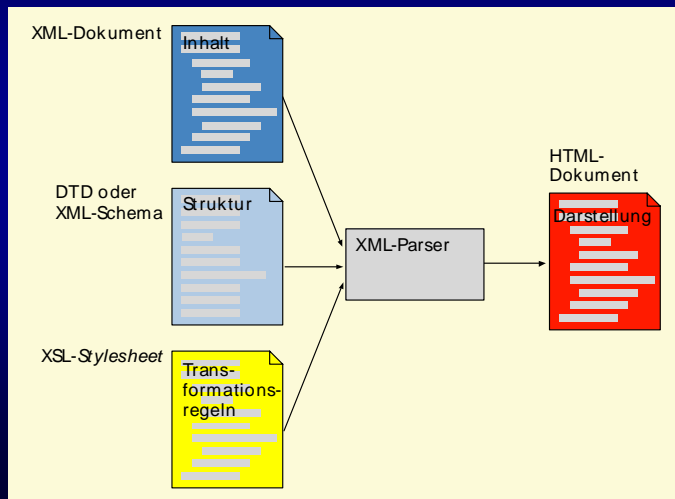 XML-Dokument
Inhalt
DTD oder
XML-Schema
Struktur
XSL-Stylesheet
Trans-
formations-
regeln
XML-Parser
HTML-
Dokument
Darstellung